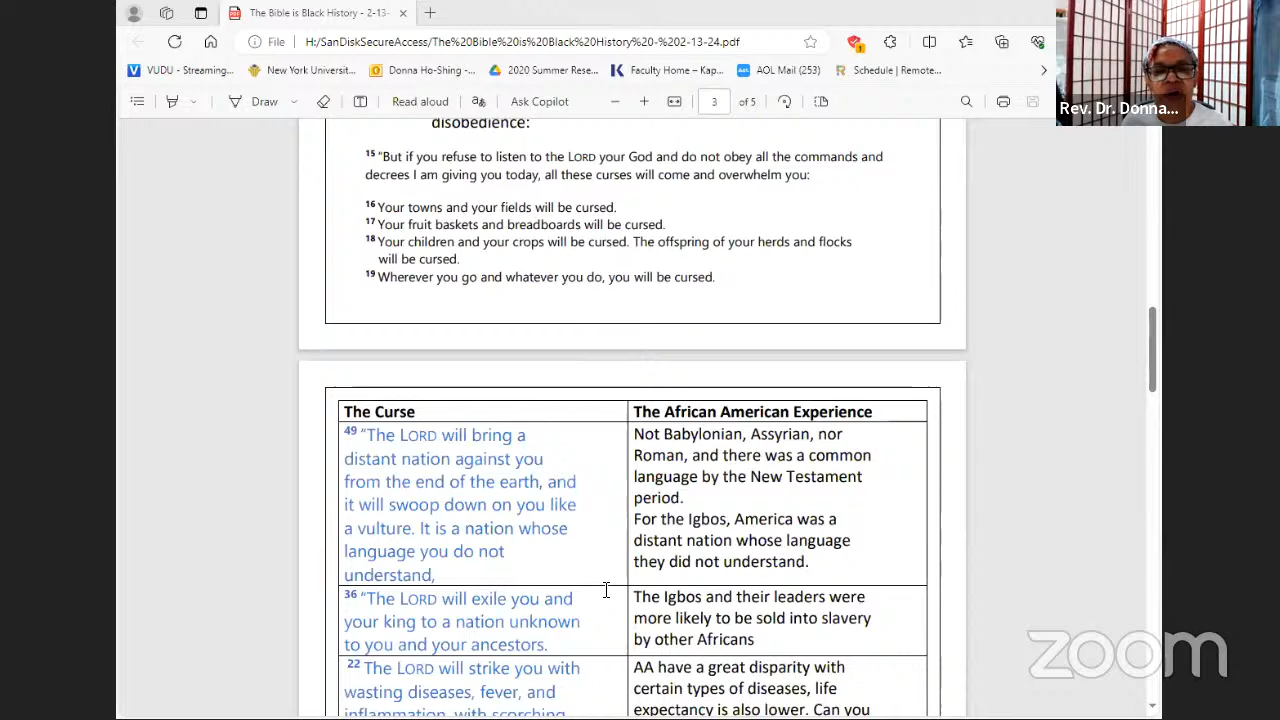 The Bible is Black History - 2-13-
File H:/SanDiskSecureAccess/The%20Bible%20is%20Black%20History%20-%202-13-24.pdf
VUDU - Streaming... New York Universit... Donna Ho-Shing -... 2020 Summer Rese... Faculty Home – Kap... AOL Mail (253) Schedule | Remote...
Draw Read aloud Ask Copilot 3 of 5
Rev. Dr. Donna...
disobedience:
15 “But if you refuse to listen to the LORD your God and do not obey all the commands and
decrees I am giving you today, all these curses will come and overwhelm you:
16 Your towns and your fields will be cursed.
17 Your fruit baskets and breadboards will be cursed.
18 Your children and your crops will be cursed. The offspring of your herds and flocks
will be cursed.
19 Wherever you go and whatever you do, you will be cursed.
The Curse
The African American Experience
49 “The LORD will bring a
distant nation against you
from the end of the earth, and
it will swoop down on you like
a vulture. It is a nation whose
language you do not
understand,
Not Babylonian, Assyrian, nor
Roman, and there was a common
language by the New Testament
period.
For the Igbos, America was a
distant nation whose language
they did not understand.
36 “The LORD will exile you and
your king to a nation unknown
to you and your ancestors.
The Igbos and their leaders were
more likely to be sold into slavery
by other Africans
22 The LORD will strike you with
wasting diseases, fever, and
inflammation, with scorching
AA have a great disparity with
certain types of diseases, life
expectancy is also lower. Can you
zoom